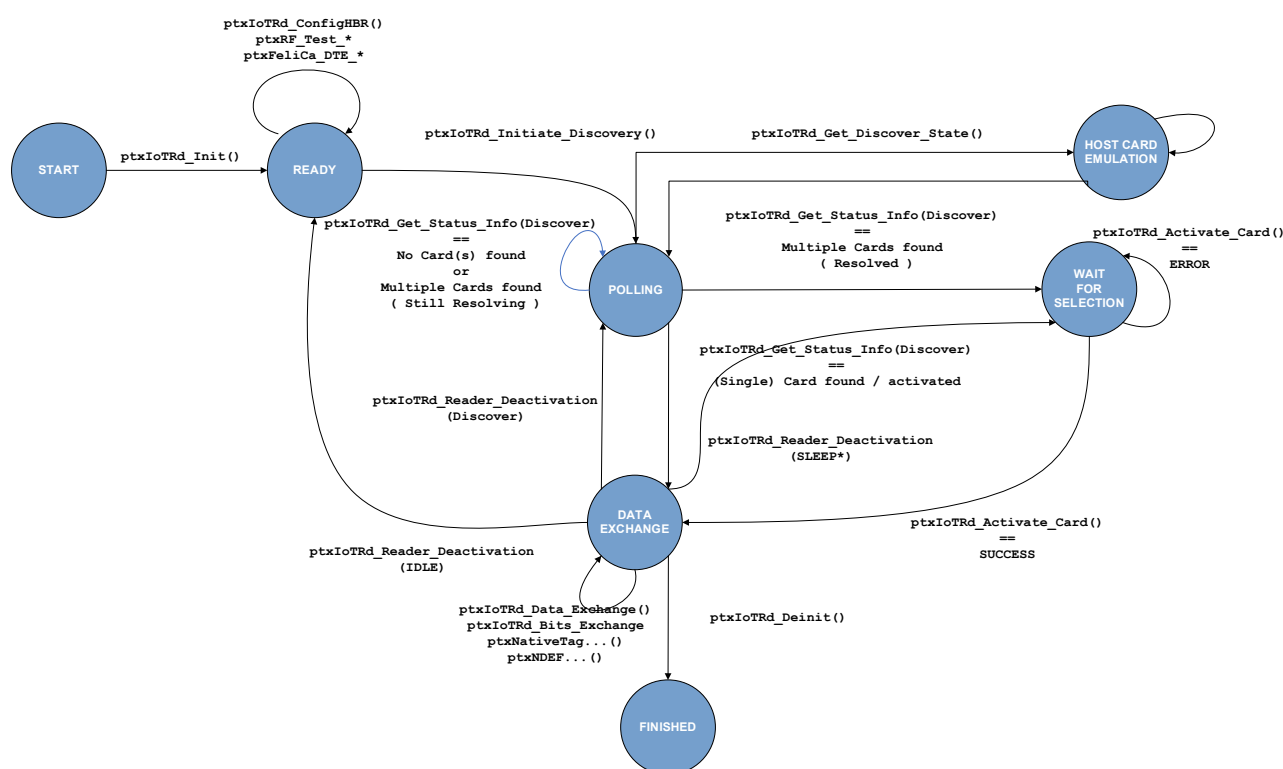 ptxIoTRd_ConfigHBR()
ptxRF_Test_*
ptxFeliCa_DTE_*
START
ptxIoTRd_Init()
READY
ptxIoTRd_Initiate_Discovery()
ptxIoTRd_Get_Discover_State()
HOST CARD
EMULATION
ptxIoTRd_Get_Status_Info(Discover)
==
No Card(s) found
or
Multiple Cards found
( Still Resolving )
POLLING
ptxIoTRd_Get_Status_Info(Discover)
==
Multiple Cards found
( Resolved )
ptxIoTRd_Activate_Card()
==
ERROR
WAIT
FOR
SELECTION
ptxIoTRd_Get_Status_Info(Discover)
==
(Single) Card found / activated
ptxIoTRd_Reader_Deactivation
(Discover)
ptxIoTRd_Reader_Deactivation
(SLEEP*)
DATA
EXCHANGE
ptxIoTRd_Activate_Card()
==
SUCCESS
ptxIoTRd_Reader_Deactivation
(IDLE)
ptxIoTRd_Data_Exchange()
ptxIoTRd_Bits_Exchange
ptxNativeTag...()
ptxNDEF...()
ptxIoTRd_Deinit()
FINISHED